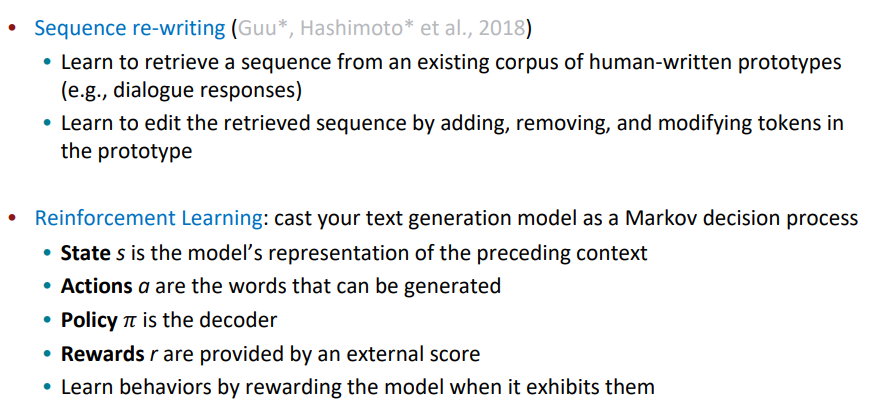 • Sequence re-writing (Guu*, Hashimoto* et al., 2018)
• Learn to retrieve a sequence from an existing corpus of human-written prototypes
(e.g., dialogue responses)
• Learn to edit the retrieved sequence by adding, removing, and modifying tokens in
the prototype
• Reinforcement Learning: cast your text generation model as a Markov decision process
• State s is the model’s representation of the preceding context
• Actions a are the words that can be generated
• Policy π is the decoder
• Rewards r are provided by an external score
• Learn behaviors by rewarding the model when it exhibits them